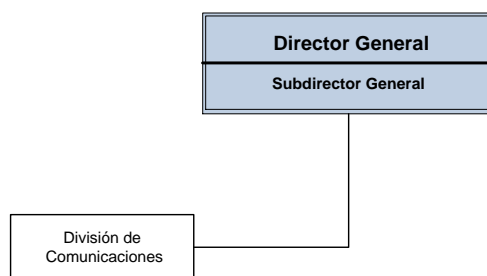 Director General
Subdirector General
División de
Comunicaciones